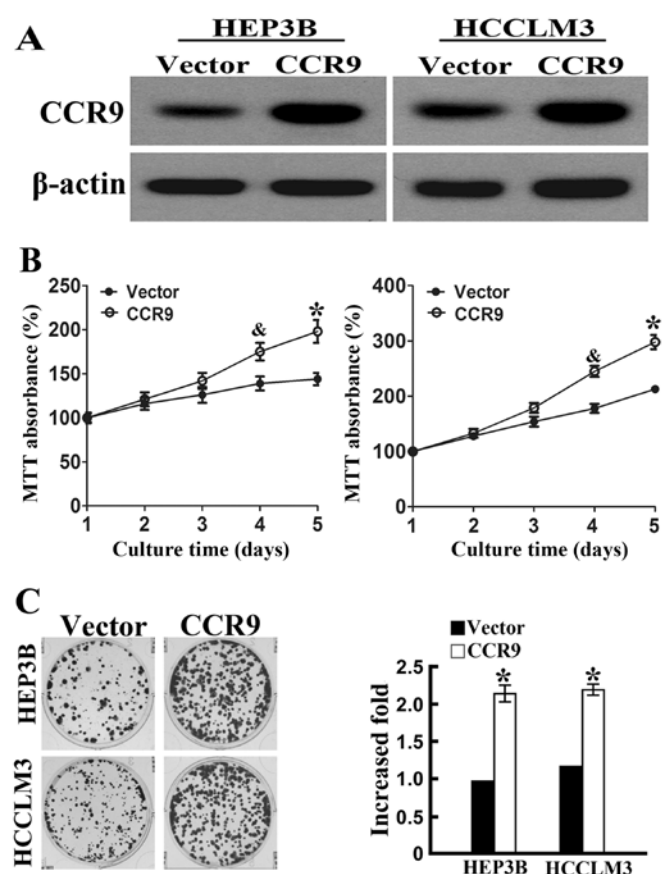 A
HEP3B HCCLM3
Vector CCR9 Vector CCR9
CCR9
β-actin
B
250
200
150
100
50
0
MTT absorbance (%)
Vector
CCR9
&
*
1 2 3 4 5
Culture time (days)
400
300
200
100
0
MTT absorbance (%)
Vector
CCR9
&
*
1 2 3 4 5
Culture time (days)
C
Vector CCR9
HEP3B
HCCLM3
Vector
CCR9
2.5
2.0
1.5
1.0
0.5
0
Increased fold
* *
HEP3B HCCLM3